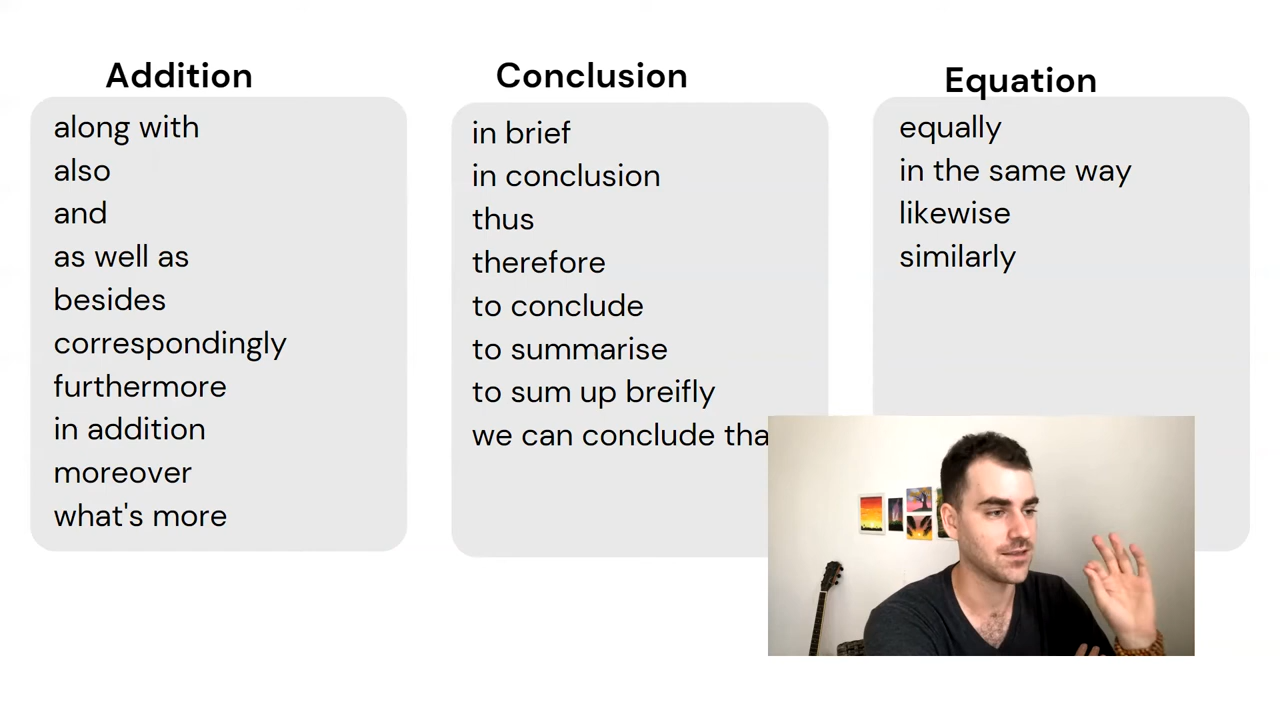 Addition
along with
also
and
as well as
besides
correspondingly
furthermore
in addition
moreover
what's more
Conclusion
in brief
in conclusion
thus
therefore
to conclude
to summarise
to sum up breifly
we can conclude tha
Equation
equally
in the same way
likewise
similarly